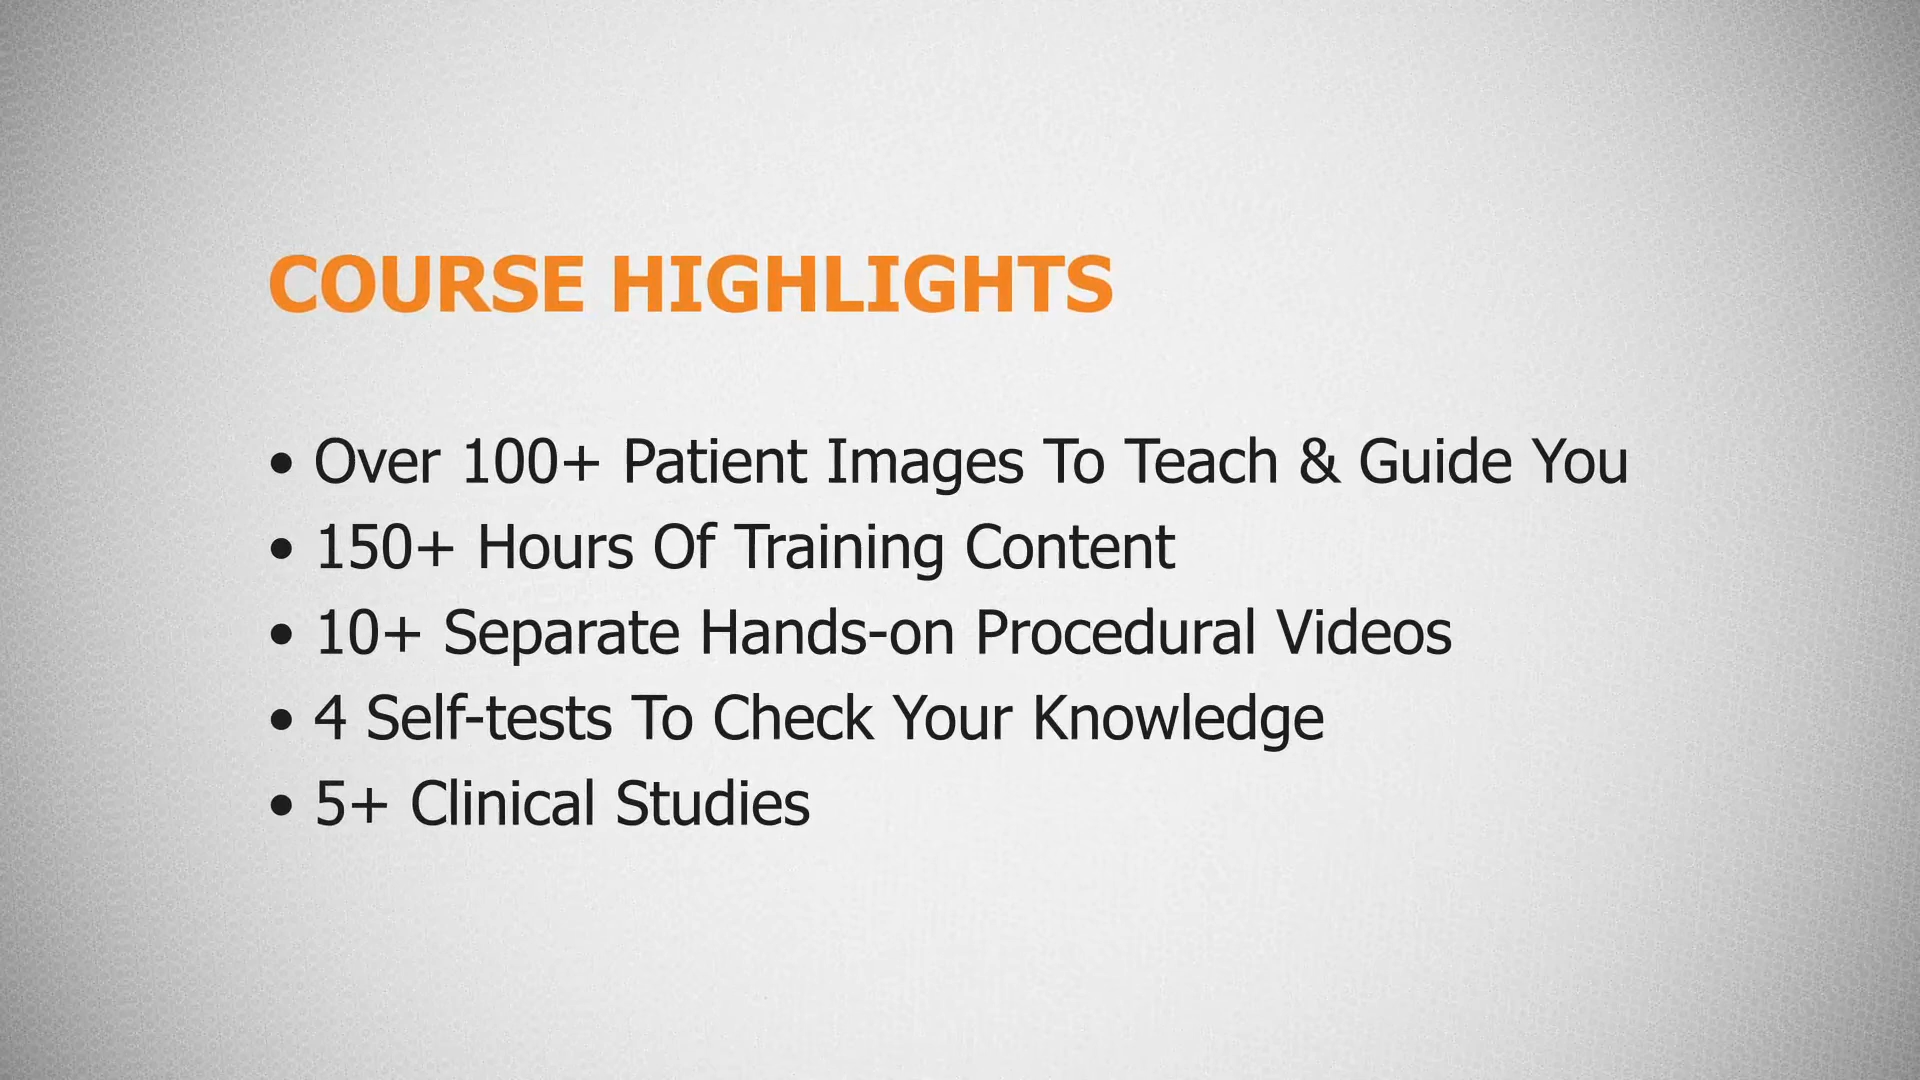 COURSE HIGHLIGHTS
• Over 100+ Patient Images To Teach & Guide You
• 150+ Hours Of Training Content
• 10+ Separate Hands-on Procedural Videos
• 4 Self-tests To Check Your Knowledge
• 5+ Clinical Studies